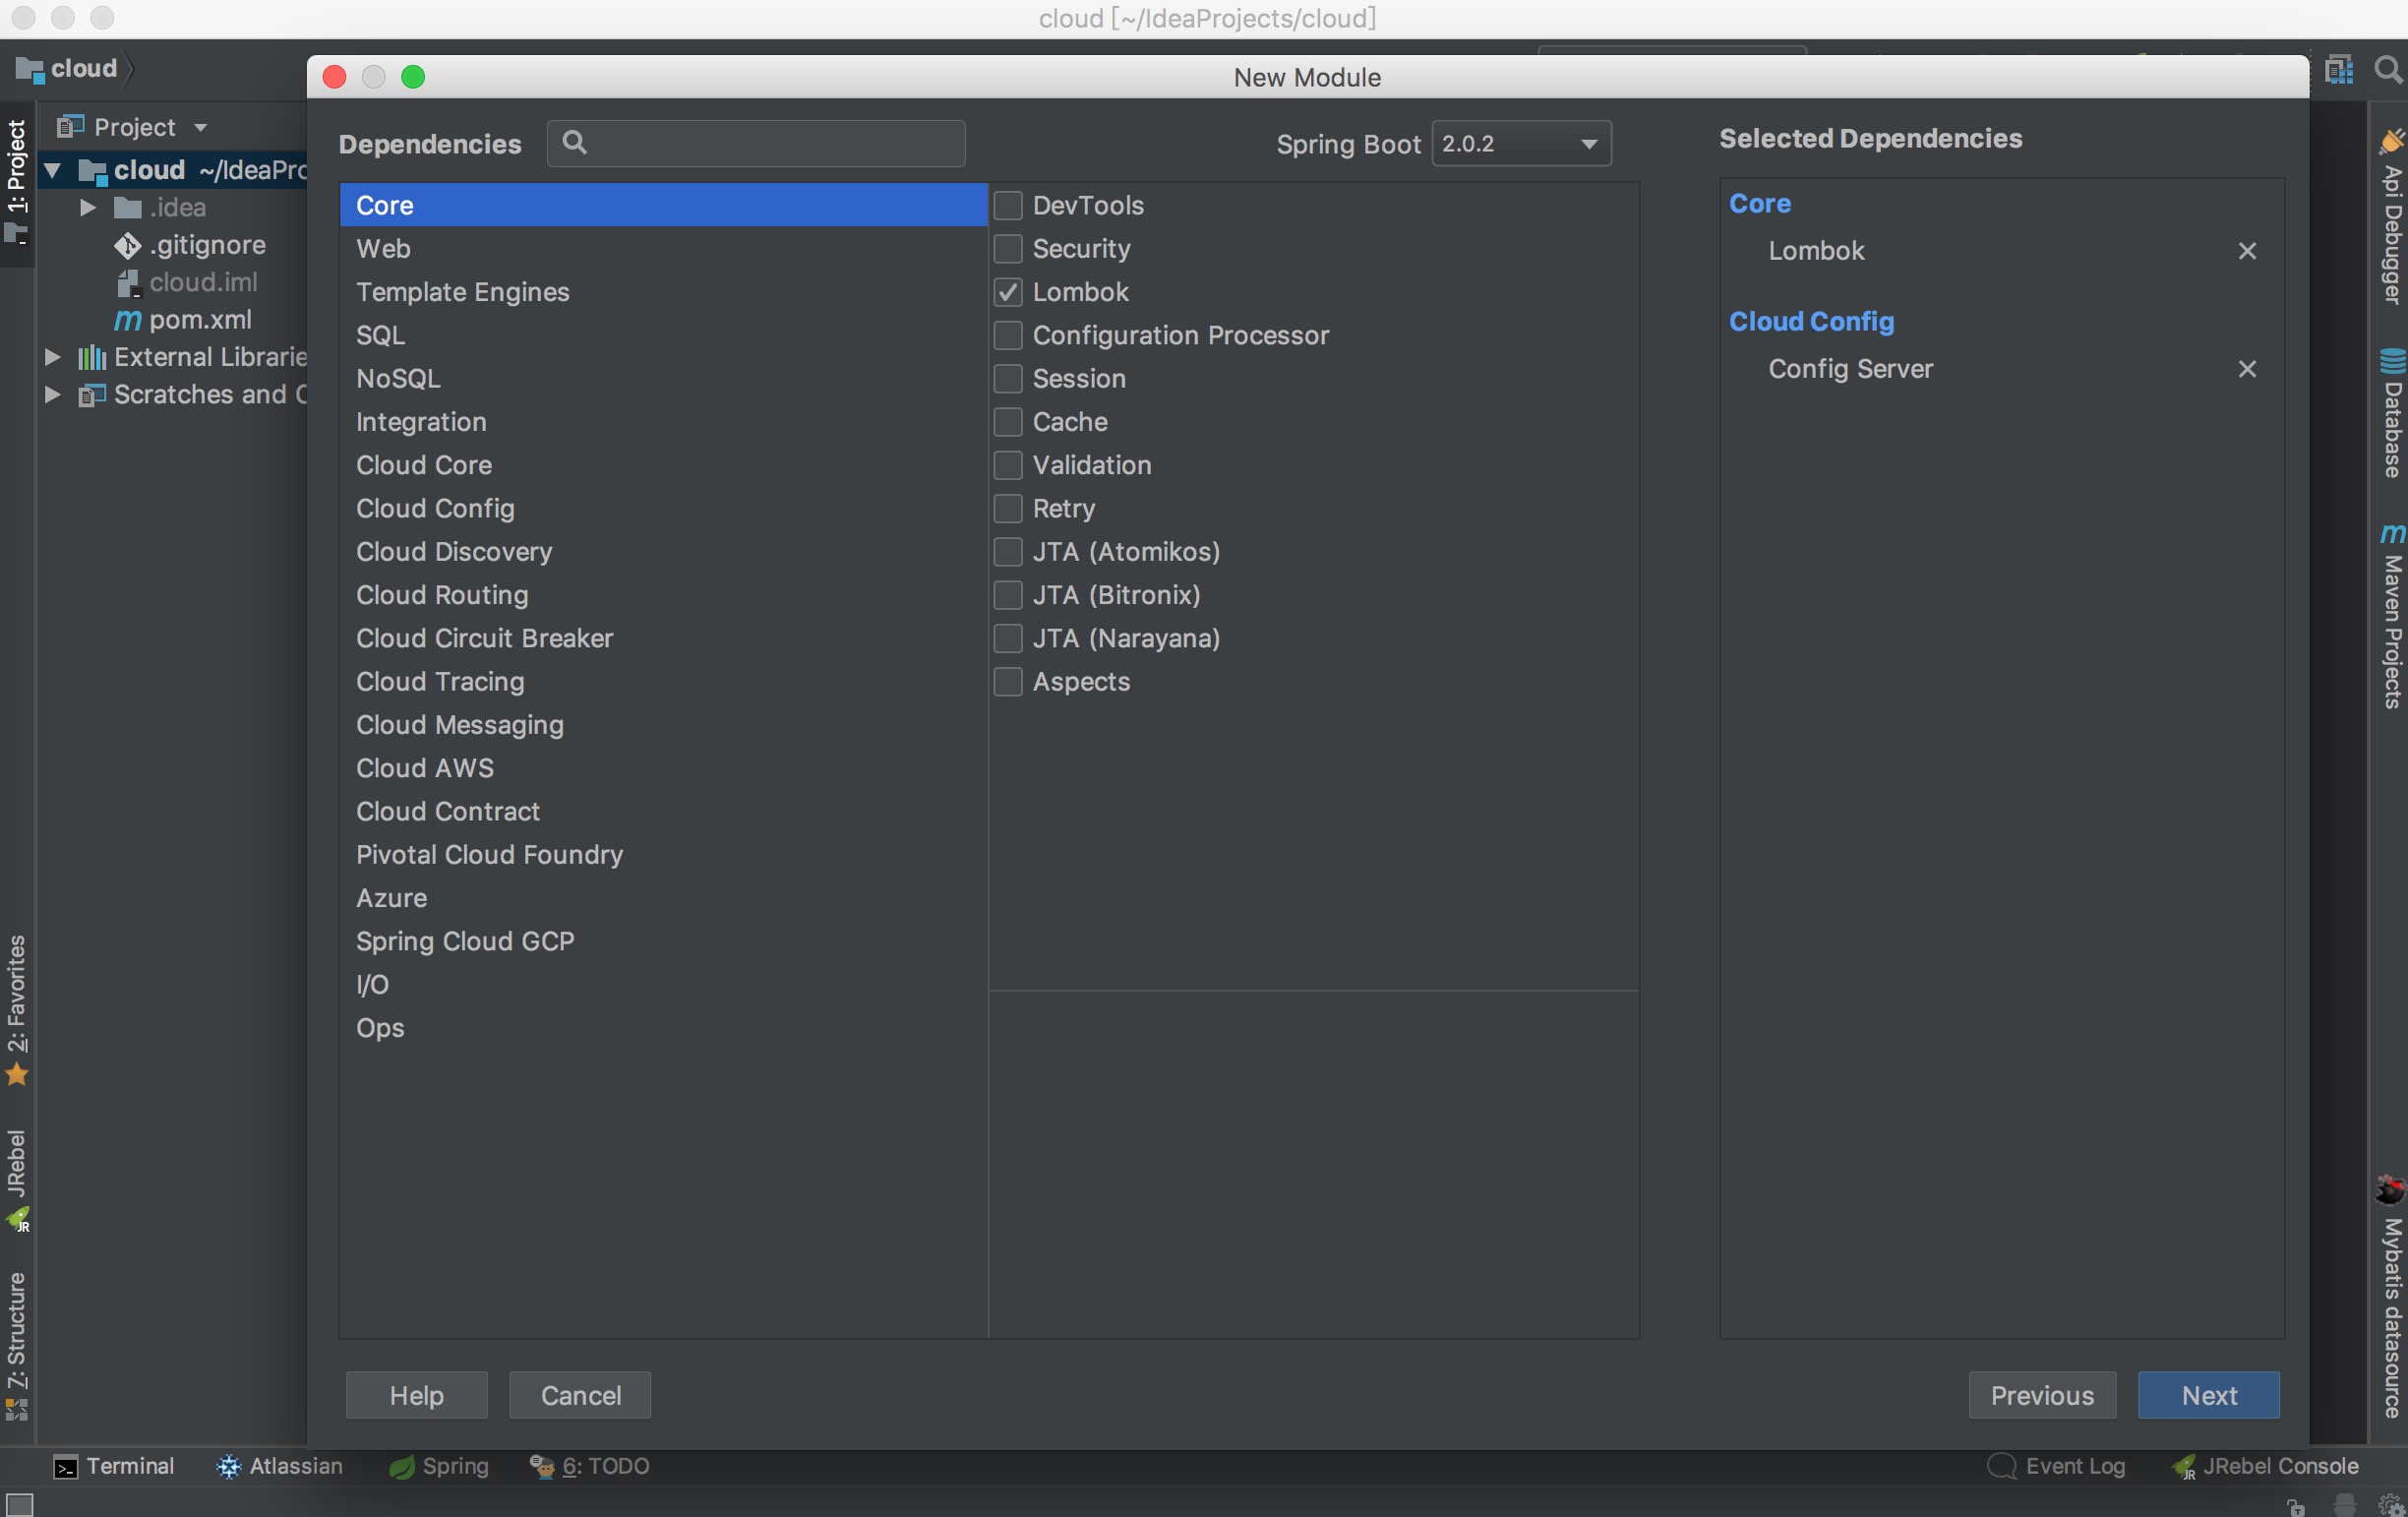 cloud [~/IdeaProjects/cloud]
cloud
New Module
1: Project
Project
cloud ~/IdeaPro
.idea
.gitignore
cloud.iml
pom.xml
External Librarie
Scratches and C
2: Favorites
JRebel
7: Structure
Dependencies
Spring Boot 2.0.2
Core
Web
Template Engines
SQL
NoSQL
Integration
Cloud Core
Cloud Config
Cloud Discovery
Cloud Routing
Cloud Circuit Breaker
Cloud Tracing
Cloud Messaging
Cloud AWS
Cloud Contract
Pivotal Cloud Foundry
Azure
Spring Cloud GCP
I/O
Ops
DevTools
Security
Lombok
Configuration Processor
Session
Cache
Validation
Retry
JTA (Atomikos)
JTA (Bitronix)
JTA (Narayana)
Aspects
Selected Dependencies
Core
Lombok
Cloud Config
Config Server
Help
Cancel
Previous
Next
Api Debugger
Database
Maven Projects
Mybatis datasource
Terminal
Atlassian
Spring
6: TODO
Event Log
JRebel Console